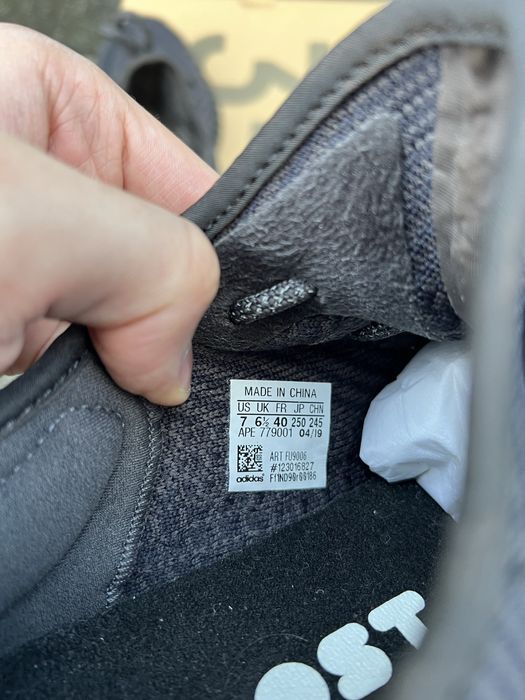 MADE IN CHINA
US UK FR JP CHN
7 6½ 40 250 245
APE 779001 04/19
ART FU9006
#123016827
adidas
OST